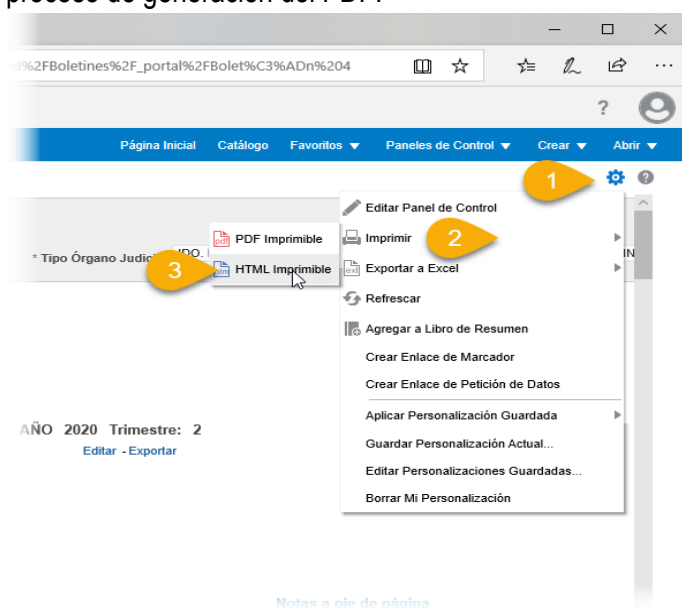 proceso de generación del PDF.
d%2FBoletines%2F_portal%2FBolet%C3%ADn%204
?
Página Inicial Catálogo Favoritos Paneles de Control Crear Abrir
1
?
Editar Panel de Control
PDF Imprimible
Imprimir
2
* Tipo Órgano Judic
3
HTML Imprimible
Exportar a Excel
IN
Refrescar
Agregar a Libro de Resumen
Crear Enlace de Marcador
Crear Enlace de Petición de Datos
Aplicar Personalización Guardada
AÑO 2020 Trimestre: 2
Guardar Personalización Actual...
Editar - Exportar
Editar Personalizaciones Guardadas...
Borrar Mi Personalización
Notas a pie de página